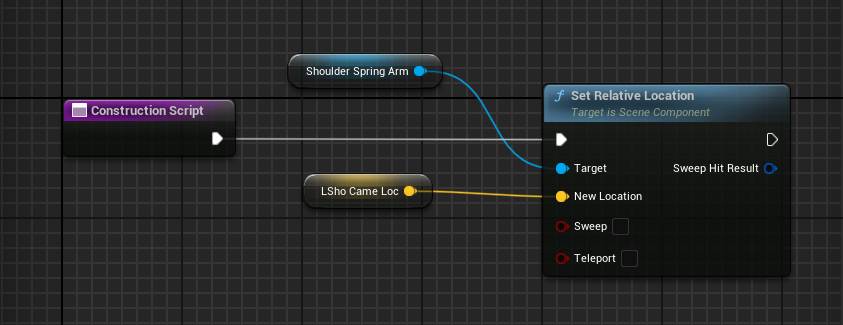 Shoulder Spring Arm
Construction Script
Set Relative Location
Target is Scene Component
Target
Sweep Hit Result
LSho Came Loc
New Location
Sweep
Teleport